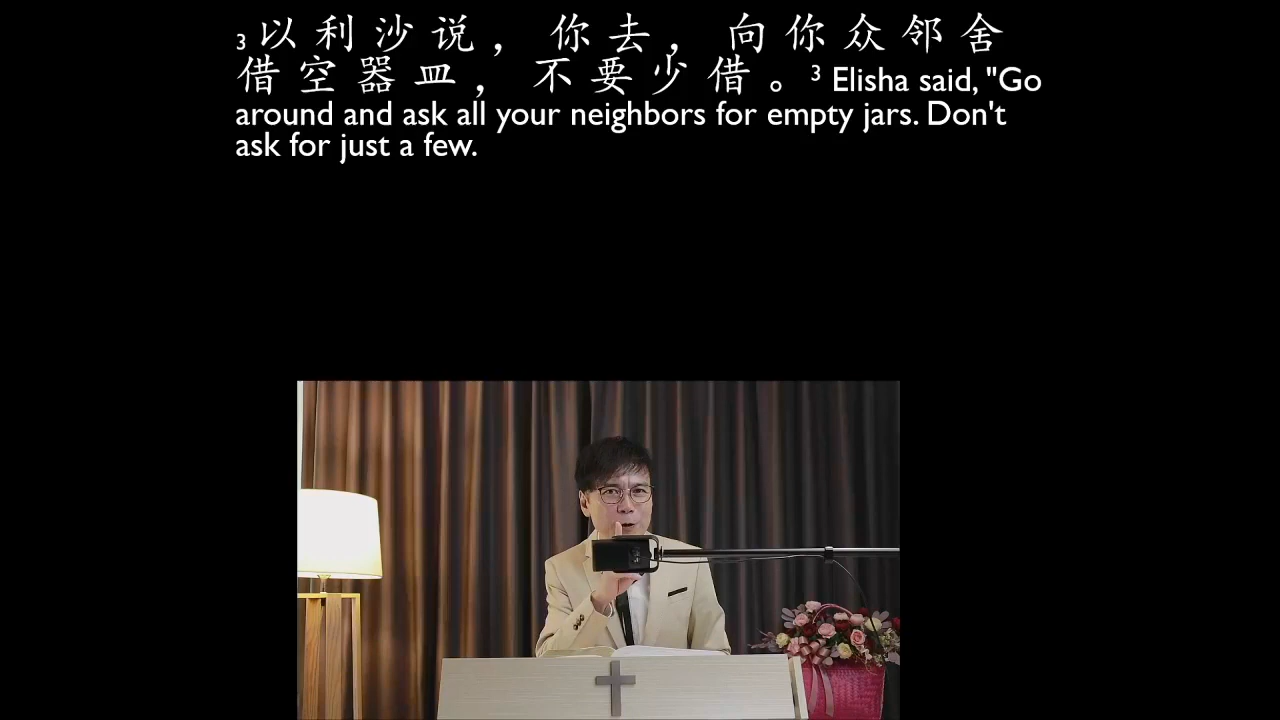 3 以利沙说，你去，向你众邻舍
借空器皿，不要少借。3 Elisha said, "Go
around and ask all your neighbors for empty jars. Don't
ask for just a few.